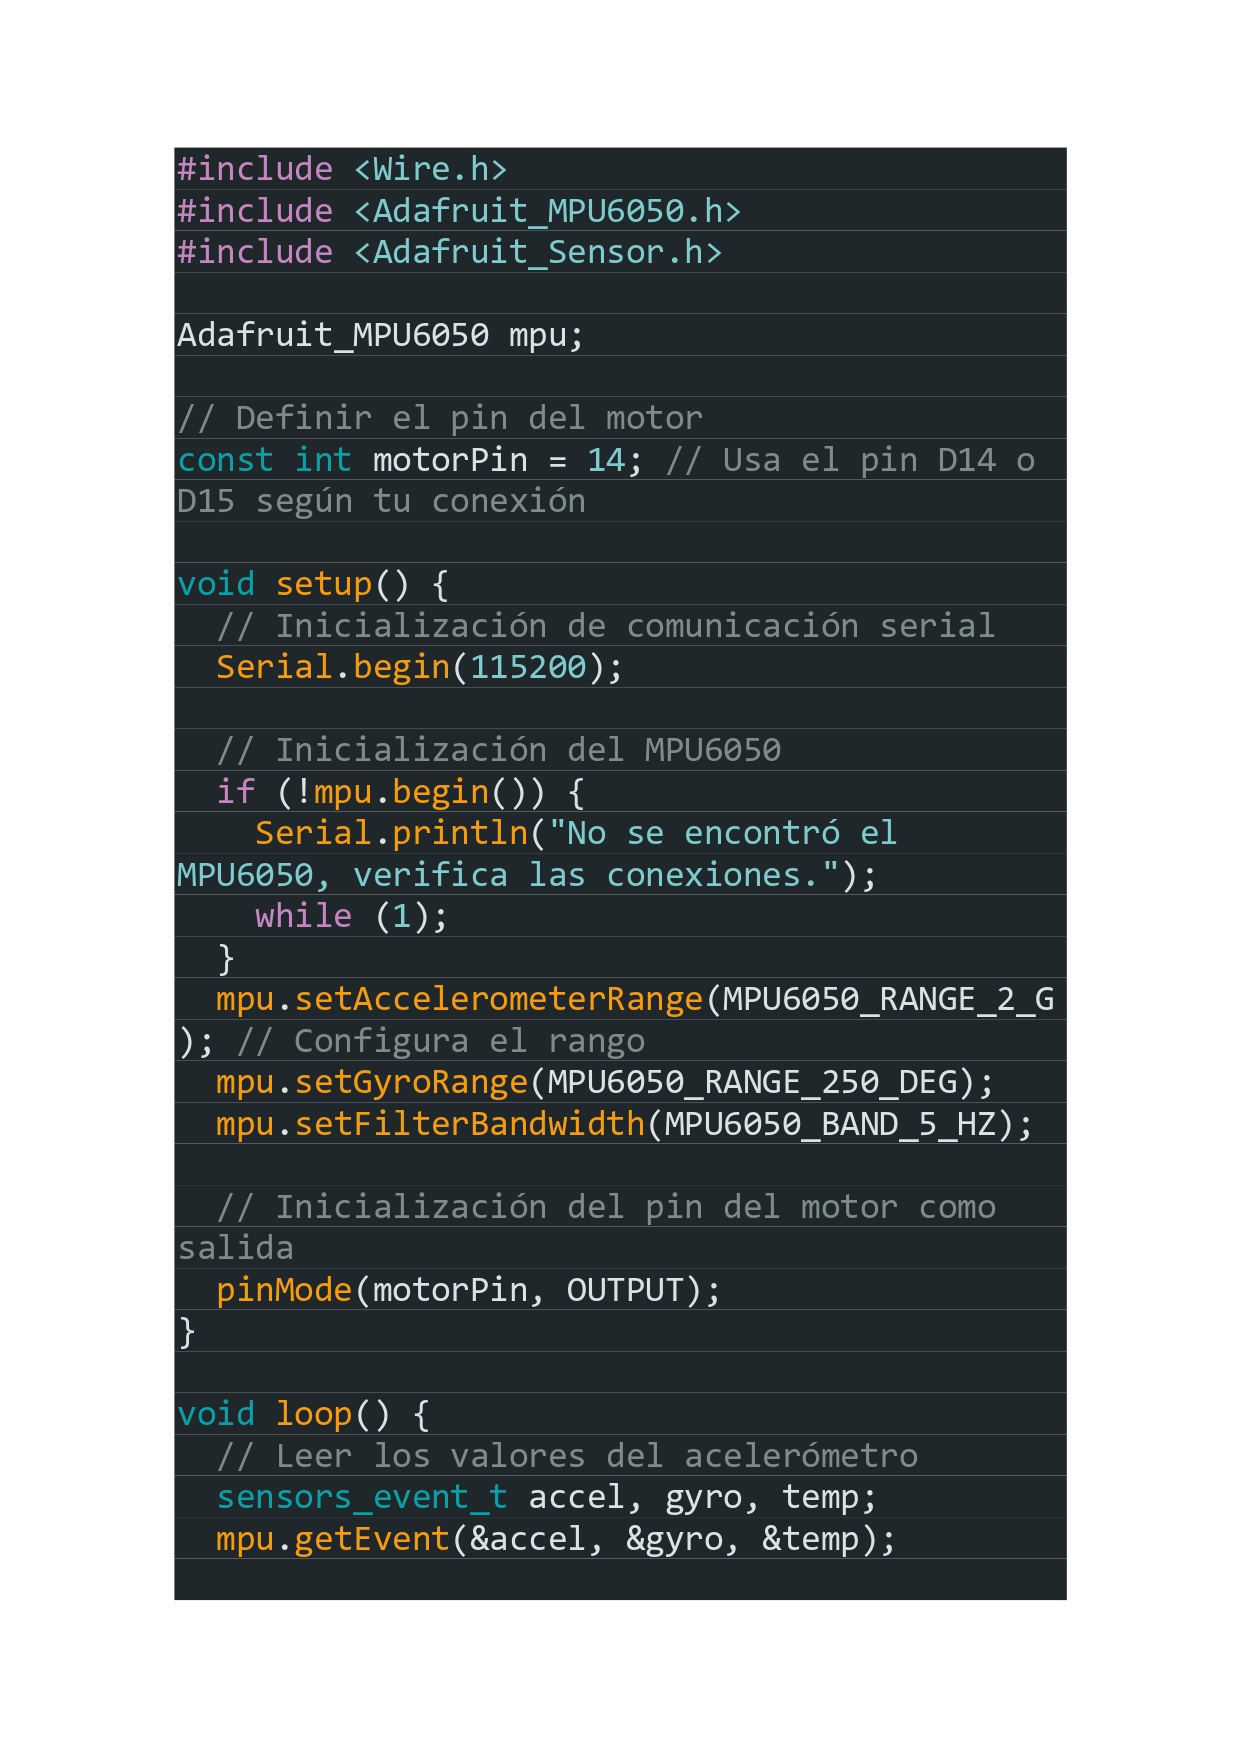 #include <Wire.h>
#include <Adafruit_MPU6050.h>
#include <Adafruit_Sensor.h>
Adafruit_MPU6050 mpu;
// Definir el pin del motor
const int motorPin = 14; // Usa el pin D14 o
D15 según tu conexión
void setup() {
  // Inicialización de comunicación serial
  Serial.begin(115200);
  // Inicialización del MPU6050
  if (!mpu.begin()) {
    Serial.println("No se encontró el
MPU6050, verifica las conexiones.");
    while (1);
  }
  mpu.setAccelerometerRange(MPU6050_RANGE_2_G
); // Configura el rango
  mpu.setGyroRange(MPU6050_RANGE_250_DEG);
  mpu.setFilterBandwidth(MPU6050_BAND_5_HZ);
  // Inicialización del pin del motor como
salida
  pinMode(motorPin, OUTPUT);
}
void loop() {
  // Leer los valores del acelerómetro
  sensors_event_t accel, gyro, temp;
  mpu.getEvent(&accel, &gyro, &temp);